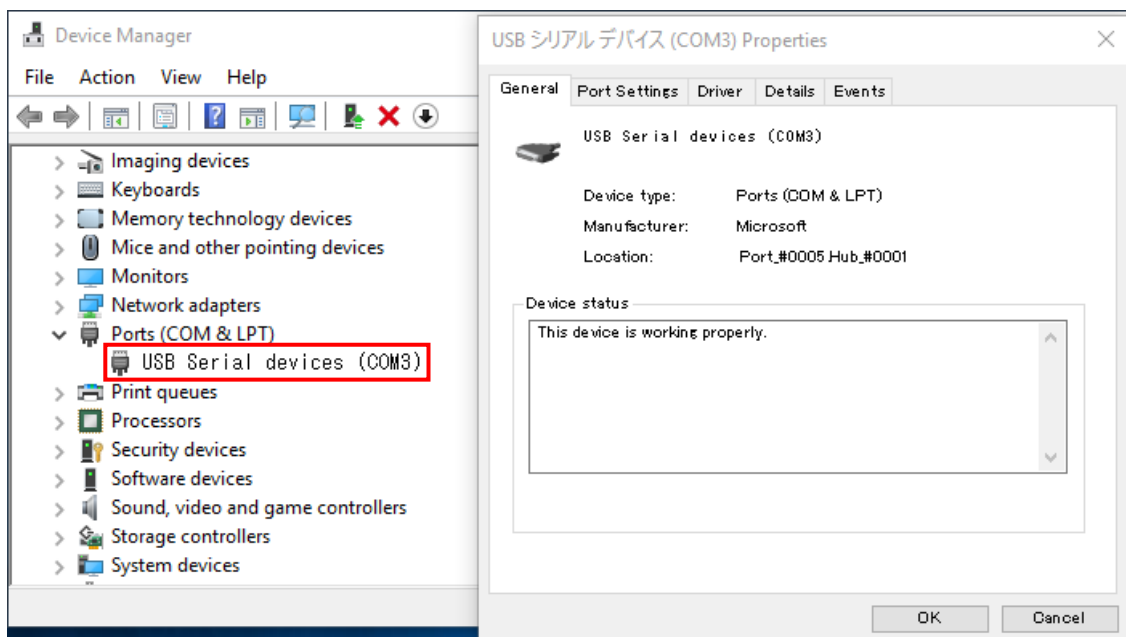 Device Manager
File Action View Help
Imaging devices
Keyboards
Memory technology devices
Mice and other pointing devices
Monitors
Network adapters
Ports (COM & LPT)
USB Serial devices (COM3)
Print queues
Processors
Security devices
Software devices
Sound, video and game controllers
Storage controllers
System devices
USB シリアル デバイス (COM3) Properties
General Port Settings Driver Details Events
USB Serial devices (COM3)
Device type: Ports (COM & LPT)
Manufacturer: Microsoft
Location: Port_#0005 Hub_#0001
Device status
This device is working properly.
OK Cancel